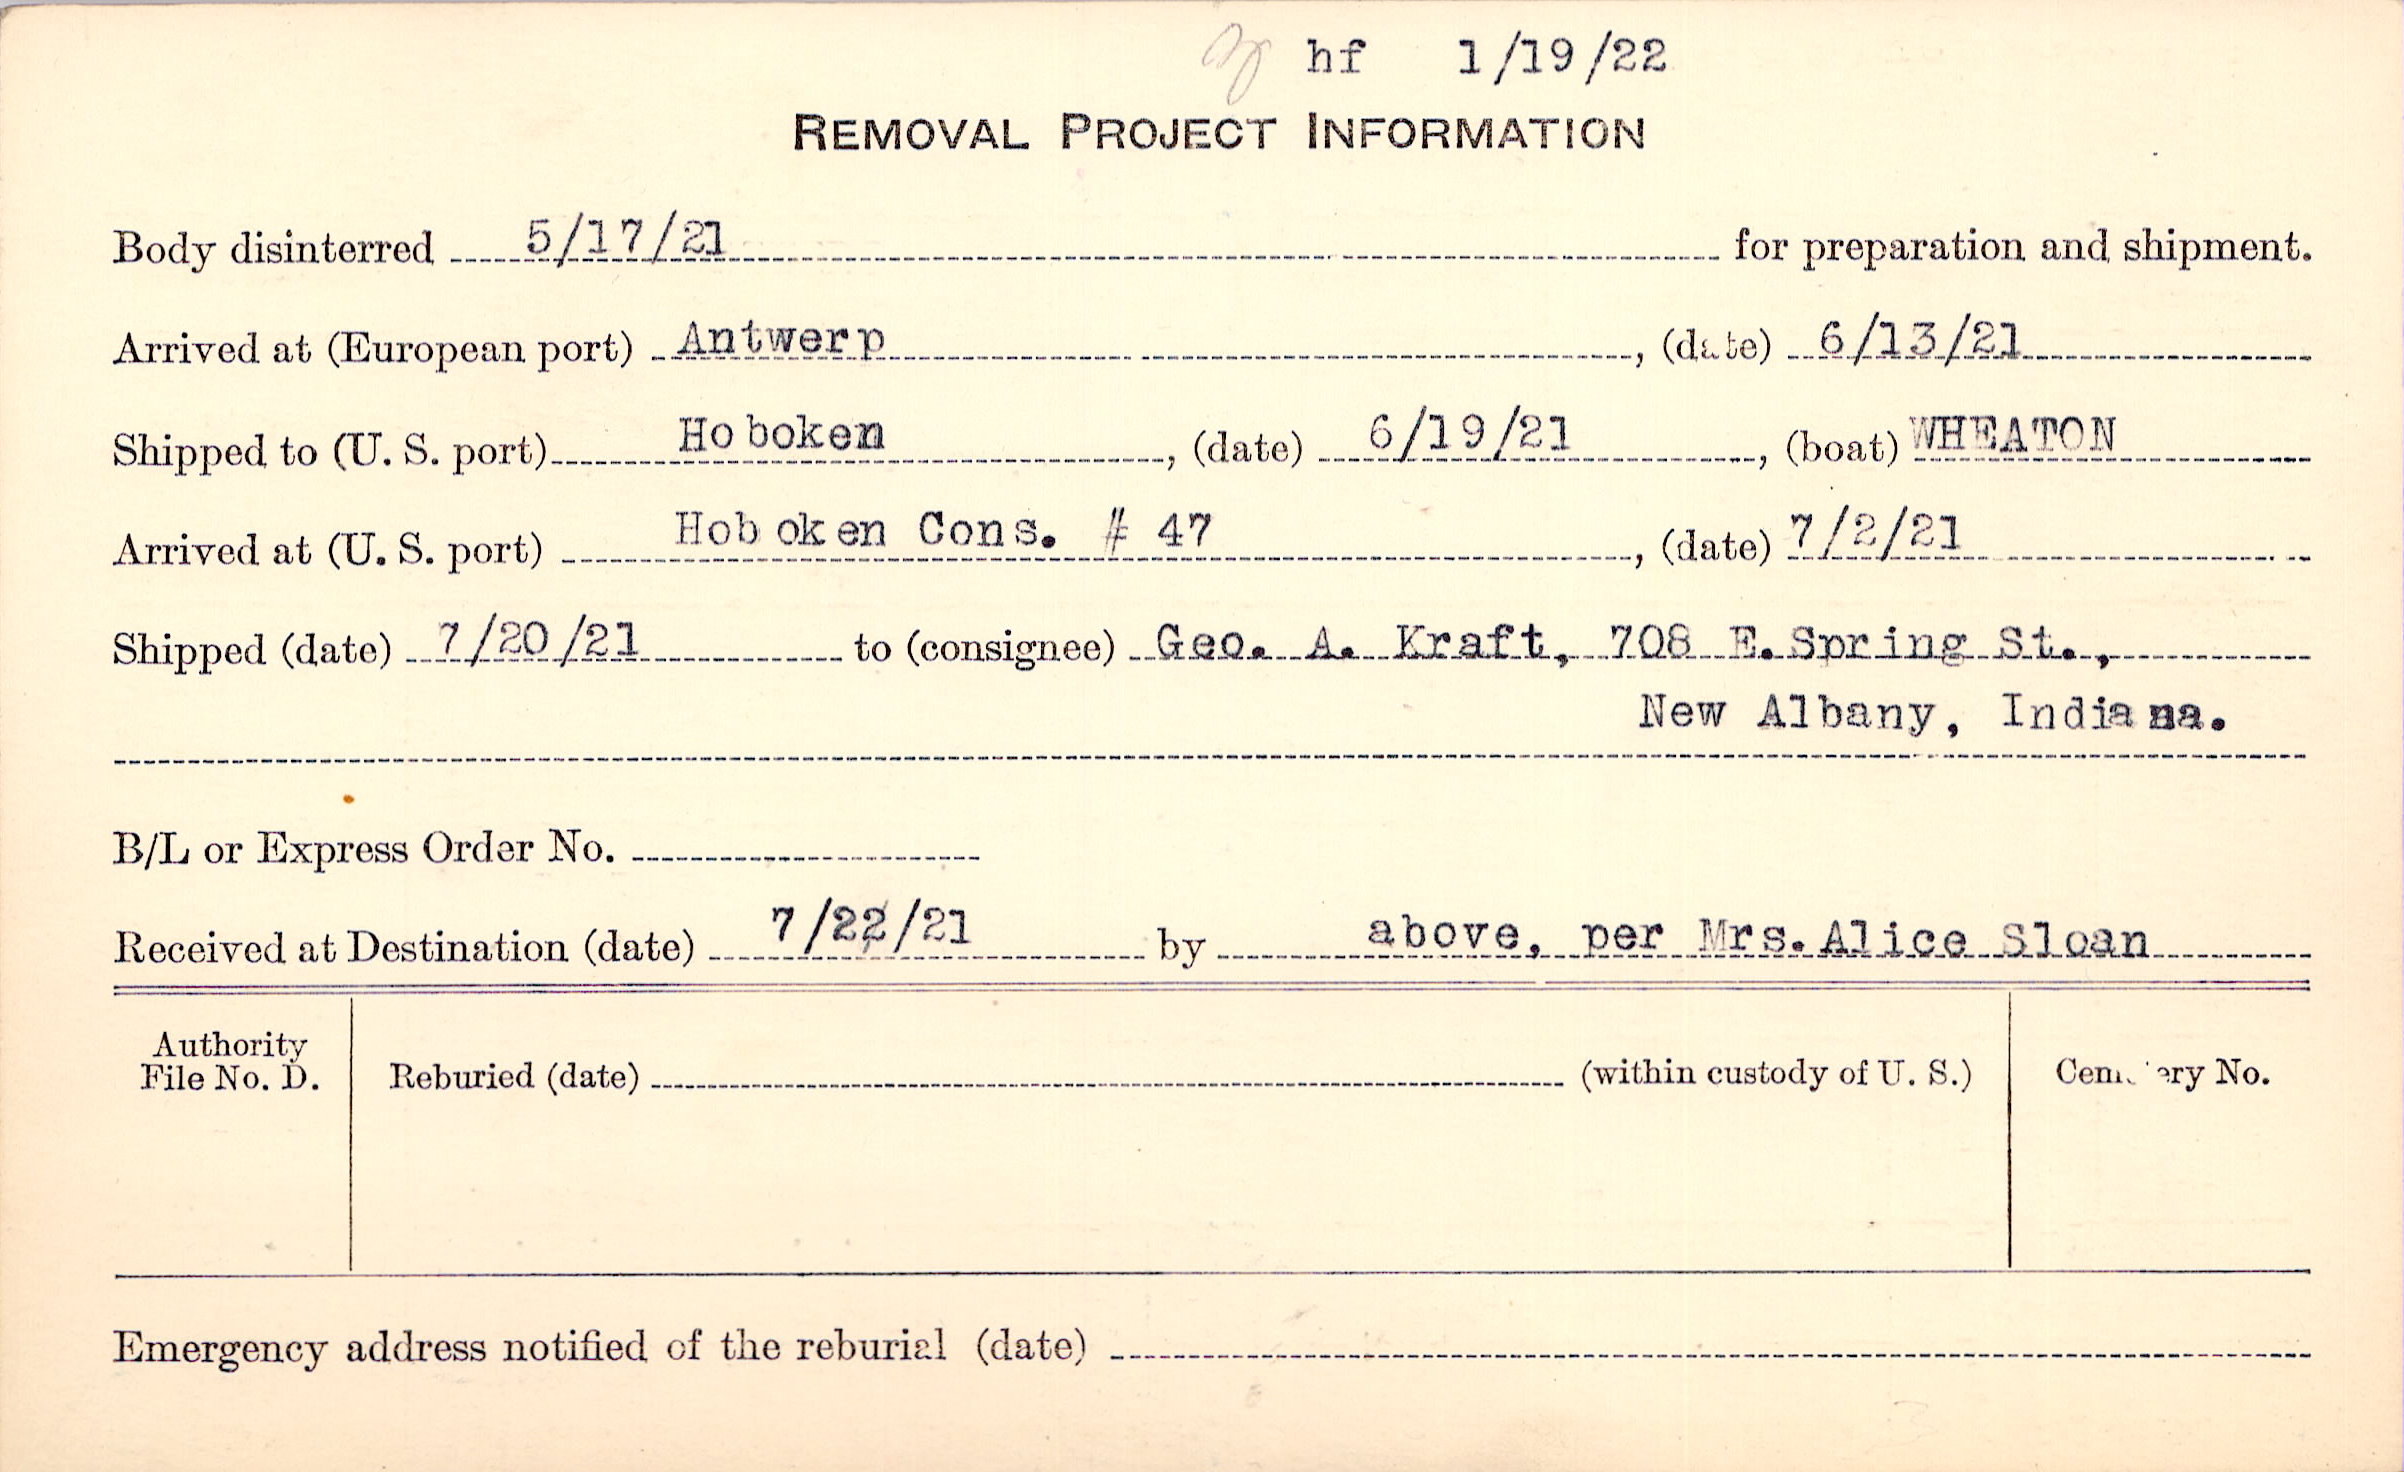 hf 1/19/22
REMOVAL PROJECT INFORMATION
Body disinterred 5/17/21 for preparation and shipment.
Arrived at (European port) Antwerp, (date) 6/13/21
Shipped to (U. S. port) Hoboken, (date) 6/19/21, (boat) WHEATON
Arrived at (U. S. port) Hoboken Cons. # 47, (date) 7/2/21
Shipped (date) 7/20/21 to (consignee) Geo. A. Kraft, 708 E. Spring St.,
New Albany, Indiana.
B/L or Express Order No.
Received at Destination (date) 7/22/21 by above, per Mrs. Alice Sloan
Authority
File No. D.
Reburied (date) (within custody of U. S.)
Cemetery No.
Emergency address notified of the reburial (date)